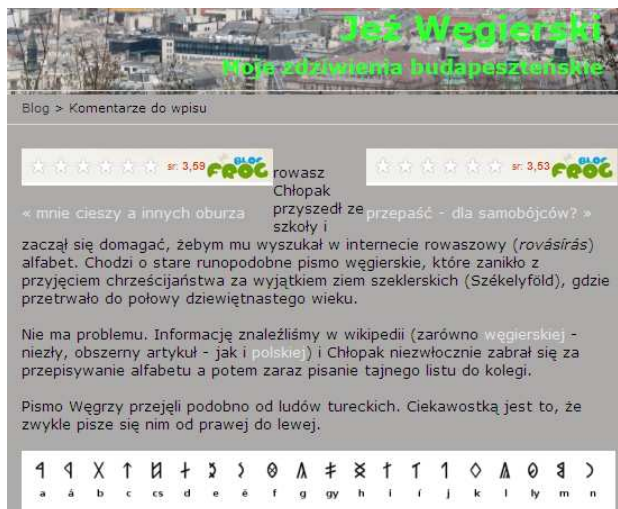 Jeż Węgierski
Moje zdziwienia budapeszteńskie
Blog > Komentarze do wpisu
sr: 3,59 BLOG FROG
sr: 3,53 BLOG FROG
« mnie cieszy a innych oburza
przepaść - dla samobójców? »
rowasz
Chłopak
przyszedł ze
szkoły i
zaczął się domagać, żebym mu wyszukał w internecie rowaszowy (rovásírás)
alfabet. Chodzi o stare runopodobne pismo węgierskie, które zanikło z
przyjęciem chrześcijaństwa za wyjątkiem ziem szeklerskich (Székelyföld), gdzie
przetrwało do połowy dziewiętnastego wieku.
Nie ma problemu. Informację znaleźliśmy w wikipedii (zarówno węgierskiej -
niezły, obszerny artykuł - jak i polskiej) i Chłopak niezwłocznie zabrał się za
przepisywanie alfabetu a potem zaraz pisanie tajnego listu do kolegi.
Pismo Węgrzy przejęli podobno od ludów tureckich. Ciekawostką jest to, że
zwykle pisze się nim od prawej do lewej.
a á b c cs d e é f g gy h i í j k l ly m n